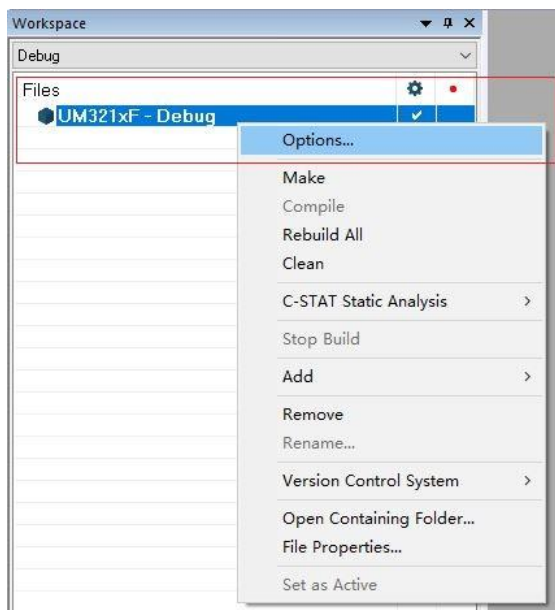 Workspace
Debug
Files
UM321xF - Debug
Options...
Make
Compile
Rebuild All
Clean
C-STAT Static Analysis
Stop Build
Add
Remove
Rename...
Version Control System
Open Containing Folder...
File Properties...
Set as Active